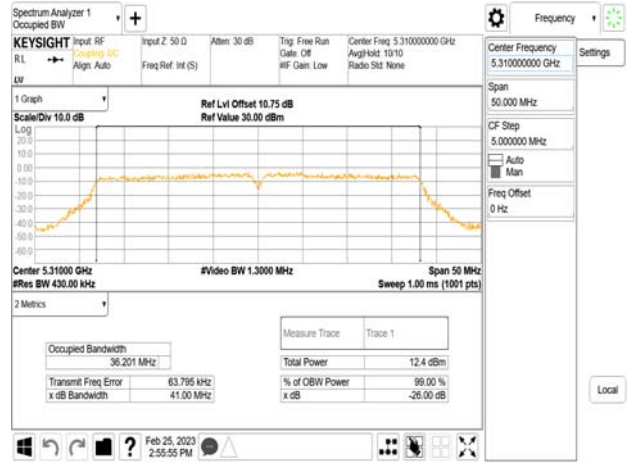 Spectrum Analyzer 1
Occupied BW
Frequency
KEYSIGHT
RL
LW
Input: RF
Coupling: DC
Align: Auto
Input Z: 50 Ω
Freq Ref: Int (S)
Atten: 30 dB
Trig: Free Run
Gate: Off
#IF Gain: Low
Center Freq: 5.310000000 GHz
Avg|Hold: 10/10
Radio Std: None
Center Frequency
5.310000000 GHz
Settings
Span
50.000 MHz
CF Step
5.000000 MHz
Auto
Man
Freq Offset
0 Hz
Local
1 Graph
Scale/Div 10.0 dB
Ref Lvl Offset 10.75 dB
Ref Value 30.00 dBm
Log
20.0
10.0
0.00
-10.0
-20.0
-30.0
-40.0
-50.0
-60.0
Center 5.31000 GHz
#Video BW 1.3000 MHz
Span 50 MHz
#Res BW 430.00 kHz
Sweep 1.00 ms (1001 pts)
2 Metrics
Measure Trace
Trace 1
Occupied Bandwidth
36.201 MHz
Total Power
12.4 dBm
Transmit Freq Error
63.795 kHz
% of OBW Power
99.00 %
x dB Bandwidth
41.00 MHz
x dB
-26.00 dB
?
Feb 25, 2023
2:55:55 PM